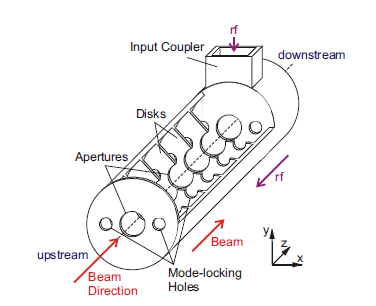 rf
Input Coupler
downstream
Disks
Apertures
rf
Beam
upstream
Beam
Direction
Mode-locking
Holes
y
z
x